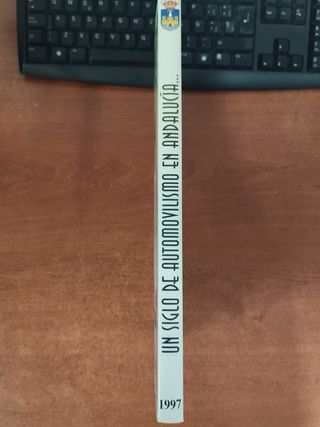 UN SIGLO DE AUTOMOVILISMO EN ANDALUCÍA...
1997